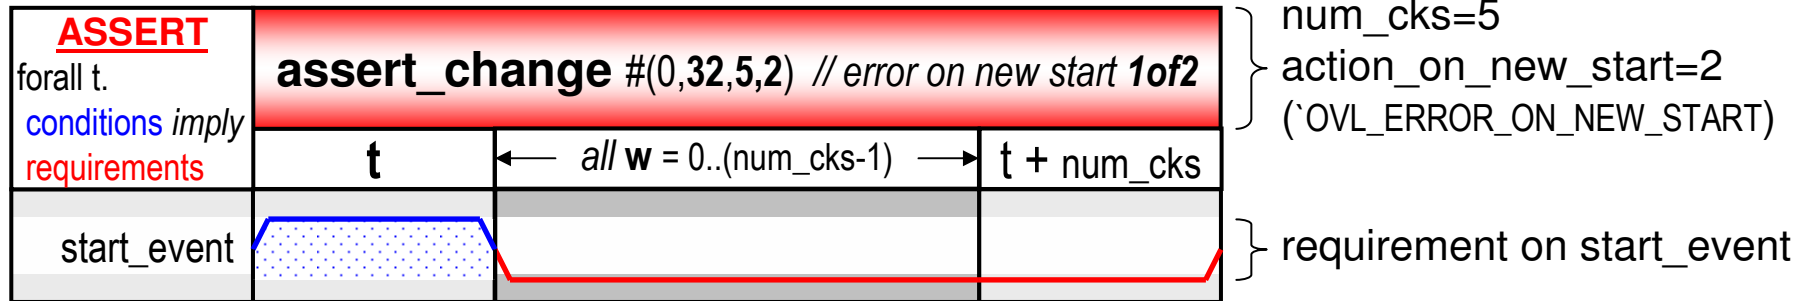 ASSERT
forall t.
conditions imply
requirements
assert_change #(0,32,5,2) // error on new start 1of2
t
all w = 0..(num_cks-1)
t + num_cks
start_event
num_cks=5
action_on_new_start=2
(`OVL_ERROR_ON_NEW_START)
requirement on start_event